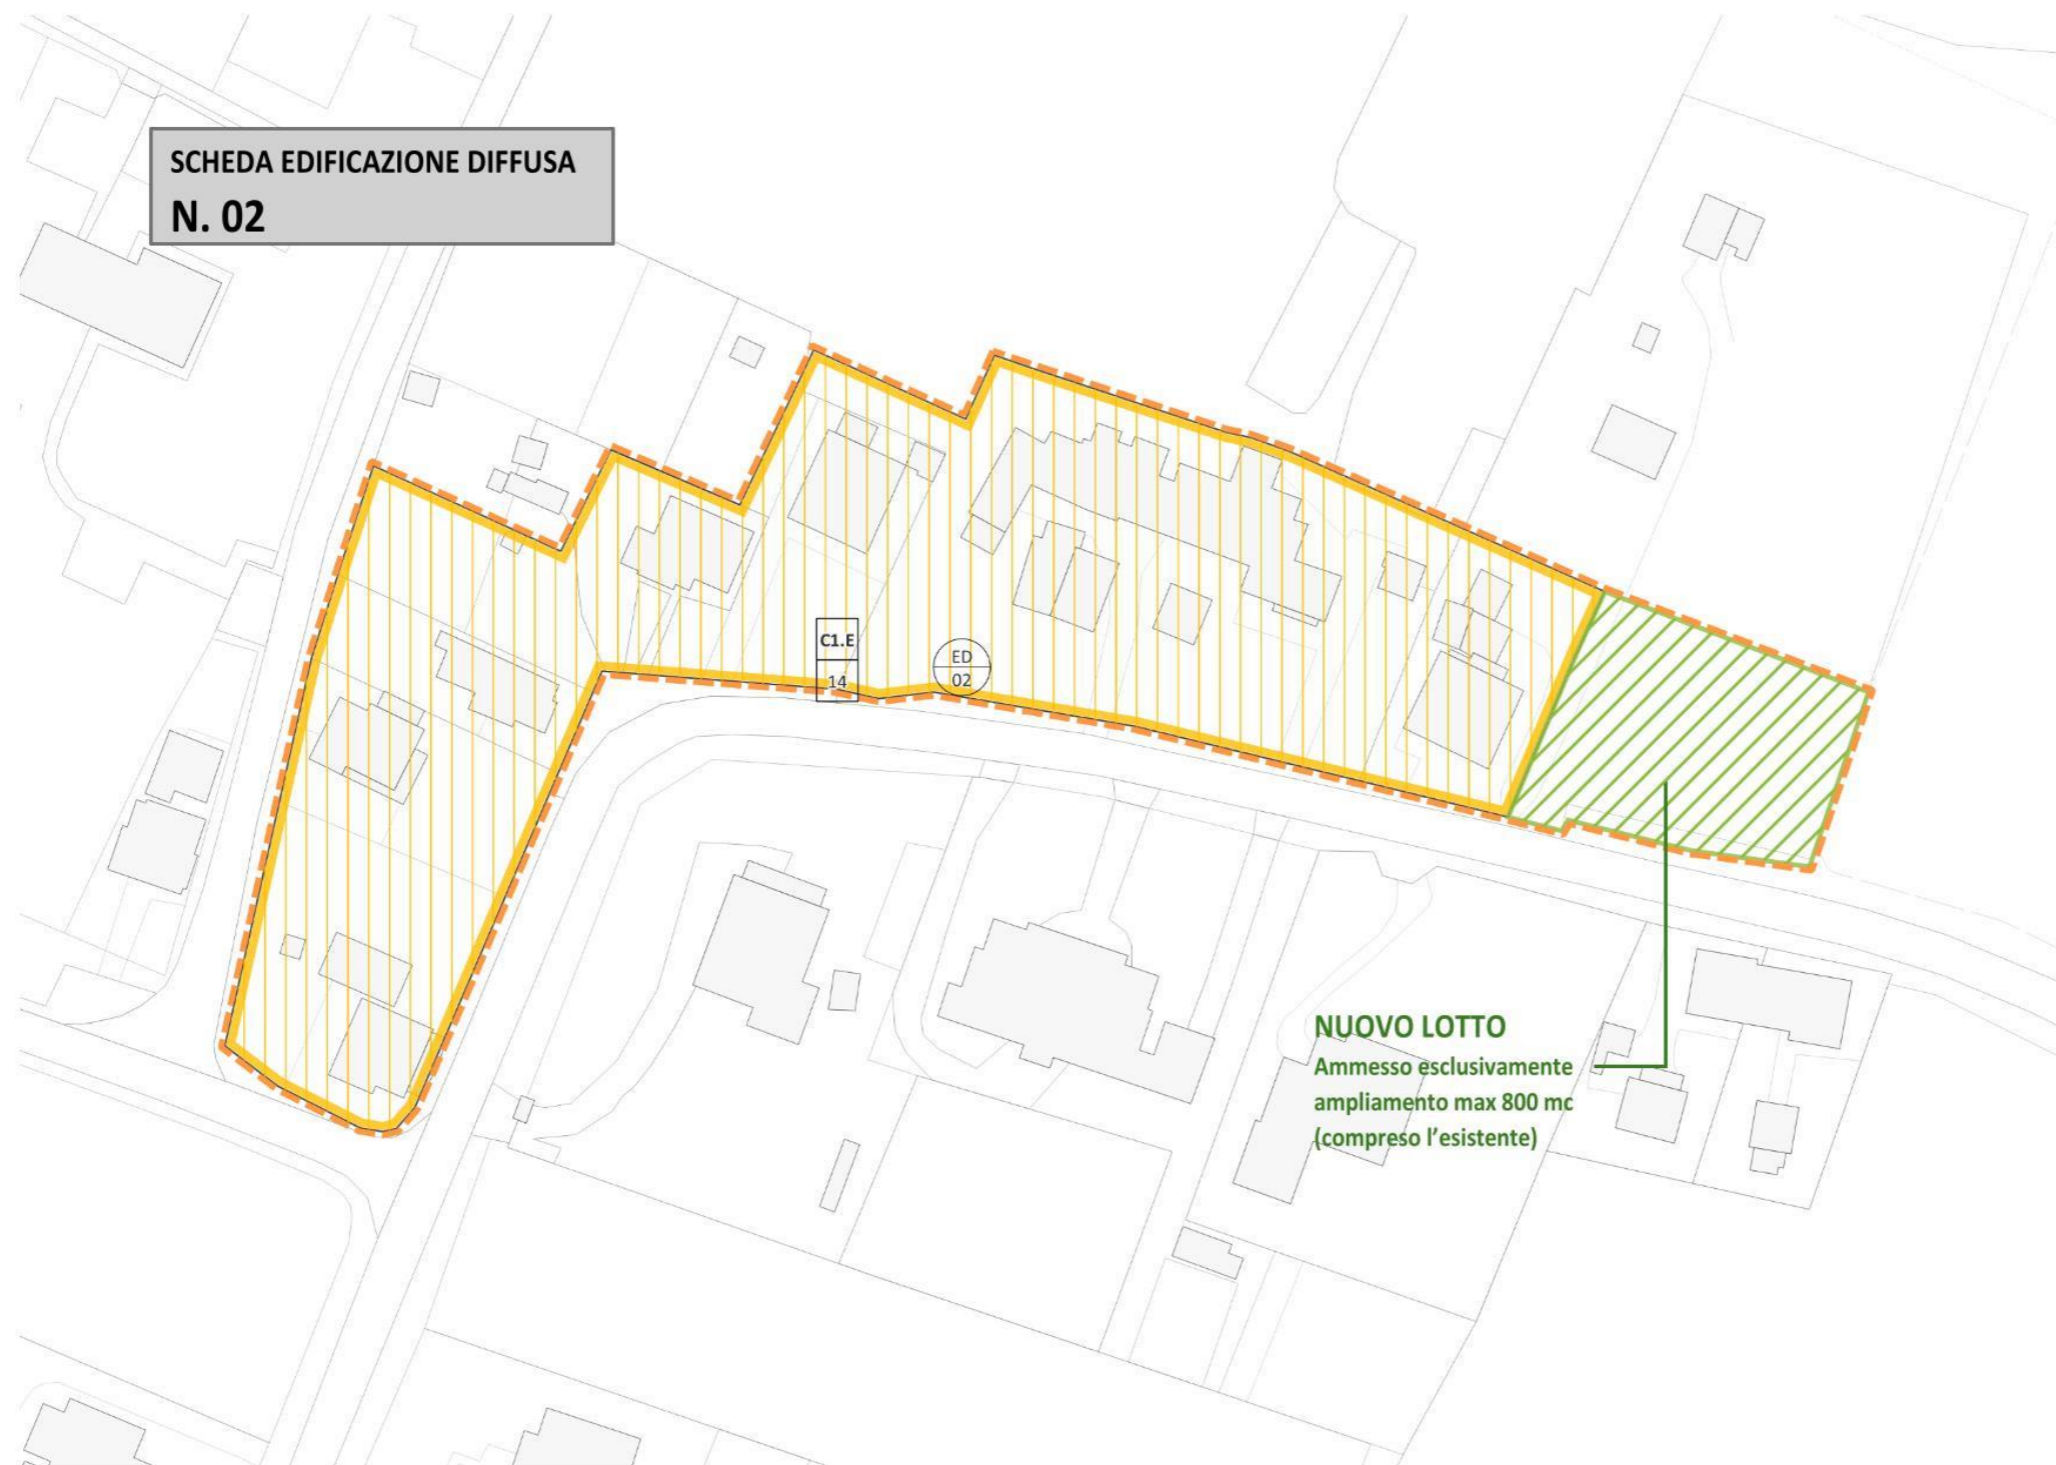 SCHEDA EDIFICAZIONE DIFFUSA
N. 02
C1.E
14
ED
02
NUOVO LOTTO
Ammesso esclusivamente
ampliamento max 800 mc
(compreso l'esistente)